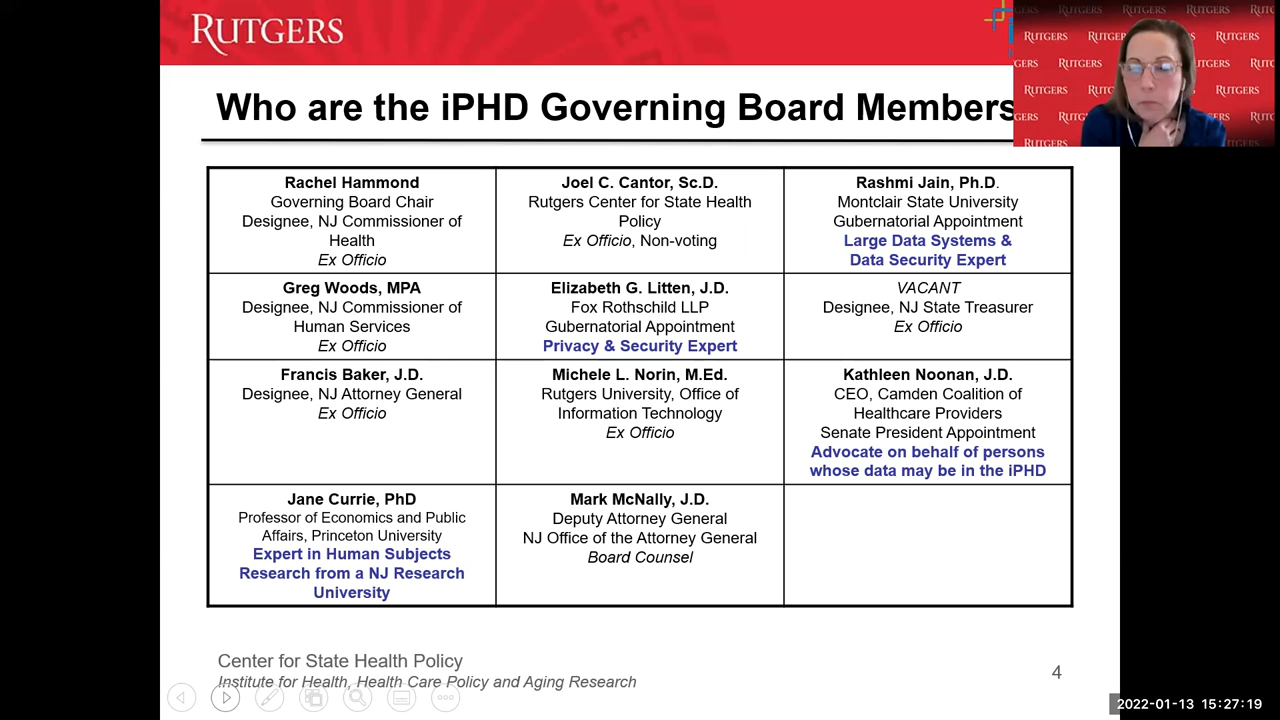 RUTGERS
RUTGERS RUTGERS RUTGERS
RUTGERS
RUTGERS
RUTGERS
RUTGERS
Who are the iPHD Governing Board Members
Rachel Hammond
Governing Board Chair
Designee, NJ Commissioner of
Health
Ex Officio
Joel C. Cantor, Sc.D.
Rutgers Center for State Health
Policy
Ex Officio, Non-voting
Rashmi Jain, Ph.D.
Montclair State University
Gubernatorial Appointment
Large Data Systems &
Data Security Expert
Greg Woods, MPA
Designee, NJ Commissioner of
Human Services
Ex Officio
Elizabeth G. Litten, J.D.
Fox Rothschild LLP
Gubernatorial Appointment
Privacy & Security Expert
VACANT
Designee, NJ State Treasurer
Ex Officio
Francis Baker, J.D.
Designee, NJ Attorney General
Ex Officio
Michele L. Norin, M.Ed.
Rutgers University, Office of
Information Technology
Ex Officio
Kathleen Noonan, J.D.
CEO, Camden Coalition of
Healthcare Providers
Senate President Appointment
Advocate on behalf of persons
whose data may be in the iPHD
Jane Currie, PhD
Professor of Economics and Public
Affairs, Princeton University
Expert in Human Subjects
Research from a NJ Research
University
Mark McNally, J.D.
Deputy Attorney General
NJ Office of the Attorney General
Board Counsel
Center for State Health Policy
Institute for Health, Health Care Policy and Aging Research
4
2022-01-13 15:27:19